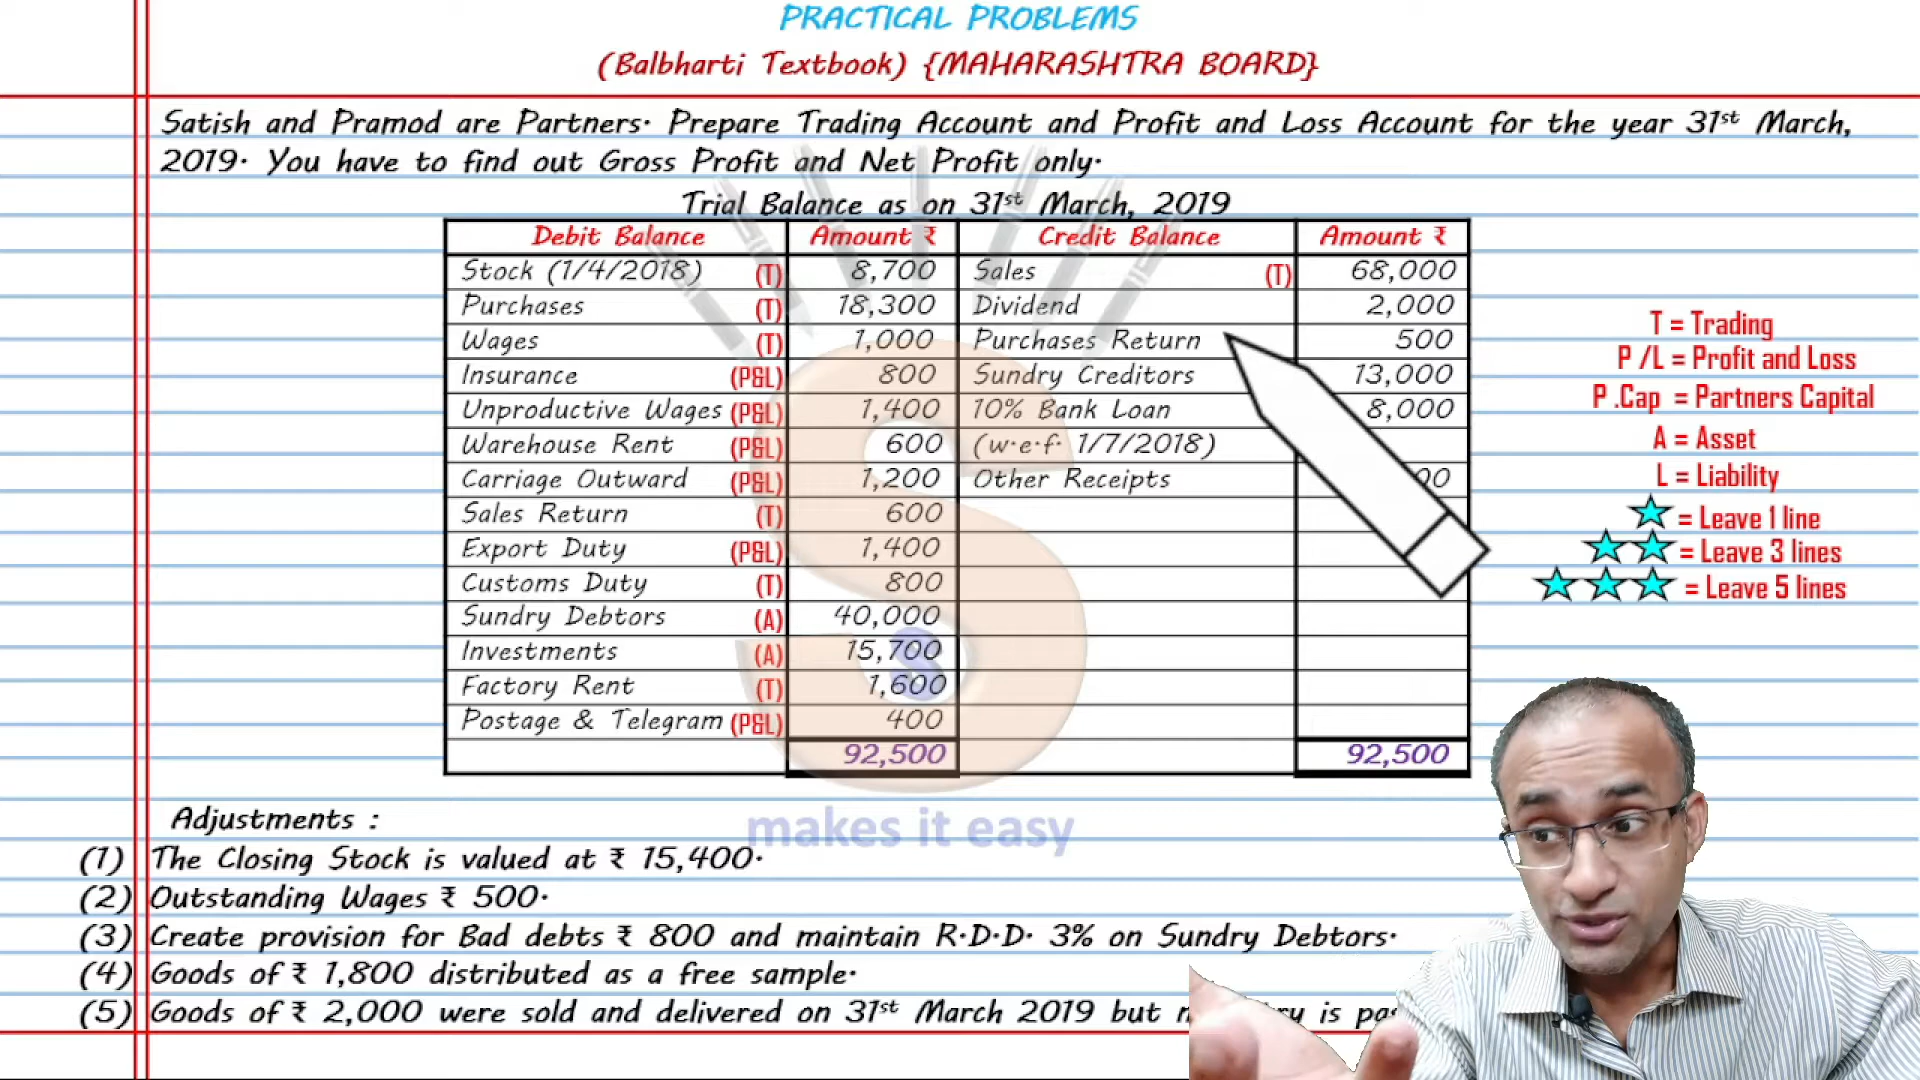 PRACTICAL PROBLEMS
(Balbharti Textbook) {MAHARASHTRA BOARD}
Satish and Pramod are Partners. Prepare Trading Account and Profit and Loss Account for the year 31st March,
2019. You have to find out Gross Profit and Net Profit only.
Trial Balance as on 31st March, 2019
Debit Balance Amount ₹ Credit Balance Amount ₹
Stock (1/4/2018) (T) 8,700 Sales (T) 68,000
Purchases (T) 18,300 Dividend 2,000
Wages (T) 1,000 Purchases Return 500
Insurance (P&L) 800 Sundry Creditors 13,000
Unproductive Wages (P&L) 1,400 10% Bank Loan 8,000
Warehouse Rent (P&L) 600 (w.e.f. 1/7/2018)
Carriage Outward (P&L) 1,200 Other Receipts
Sales Return (T) 600
Export Duty (P&L) 1,400
Customs Duty (T) 800
Sundry Debtors (A) 40,000
Investments (A) 15,700
Factory Rent (T) 1,600
Postage & Telegram (P&L) 400
92,500 92,500
T = Trading
P /L = Profit and Loss
P .Cap = Partners Capital
A = Asset
L = Liability
= Leave 1 line
= Leave 3 lines
= Leave 5 lines
makes it easy
Adjustments :
(1) The Closing Stock is valued at ₹ 15,400.
(2) Outstanding Wages ₹ 500.
(3) Create provision for Bad debts ₹ 800 and maintain R.D.D. 3% on Sundry Debtors.
(4) Goods of ₹ 1,800 distributed as a free sample.
(5) Goods of ₹ 2,000 were sold and delivered on 31st March 2019 but is